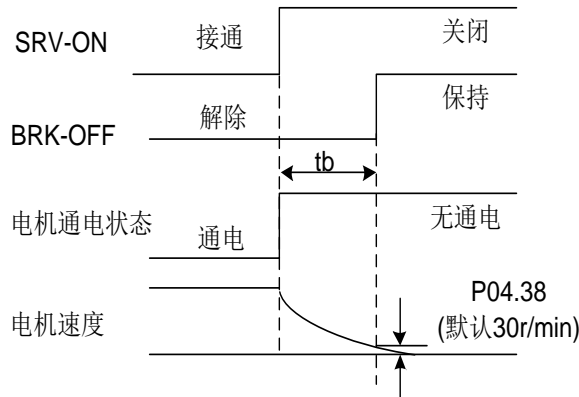 SRV-ON 接通 关闭
BRK-OFF 解除 保持
tb
电机通电状态 通电 无通电
电机速度 P04.38
(默认30r/min)